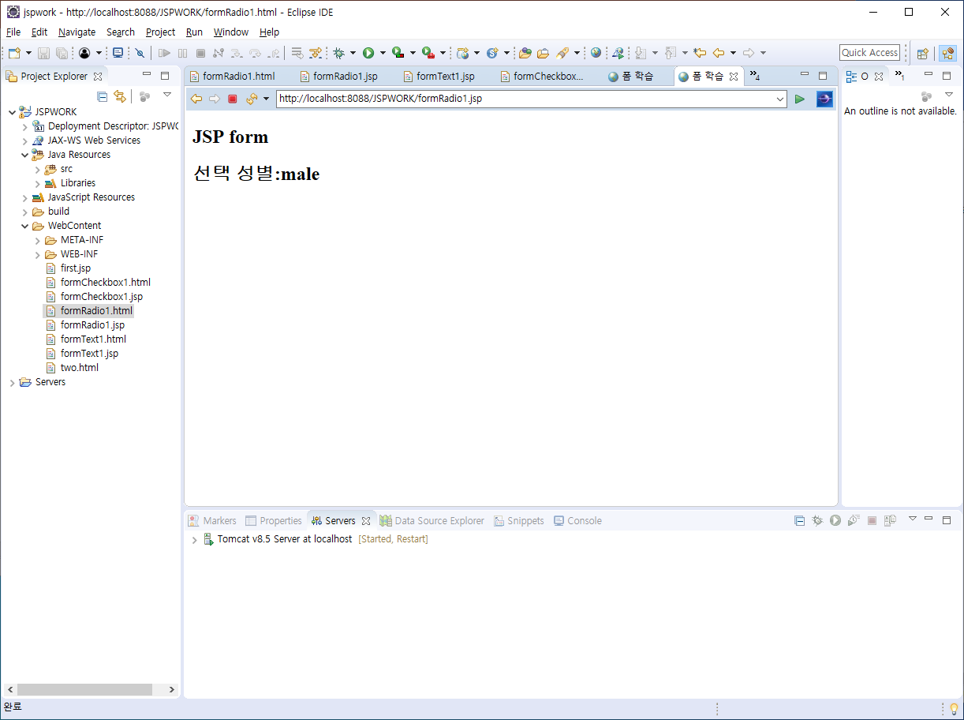 jspwork - http://localhost:8088/JSPWORK/formRadio1.html - Eclipse IDE
File Edit Navigate Search Project Run Window Help
Quick Access
Project Explorer
formRadio1.html formRadio1.jsp formText1.jsp formCheckbox... 폼 학습 폼 학습 »4
O »1
http://localhost:8088/JSPWORK/formRadio1.jsp
An outline is not available.
JSPWORK
Deployment Descriptor: JSPWO
JAX-WS Web Services
Java Resources
src
Libraries
JavaScript Resources
build
WebContent
META-INF
WEB-INF
first.jsp
formCheckbox1.html
formCheckbox1.jsp
formRadio1.html
formRadio1.jsp
formText1.html
formText1.jsp
two.html
Servers
JSP form
선택 성별:male
Markers Properties Servers Data Source Explorer Snippets Console
Tomcat v8.5 Server at localhost [Started, Restart]
완료